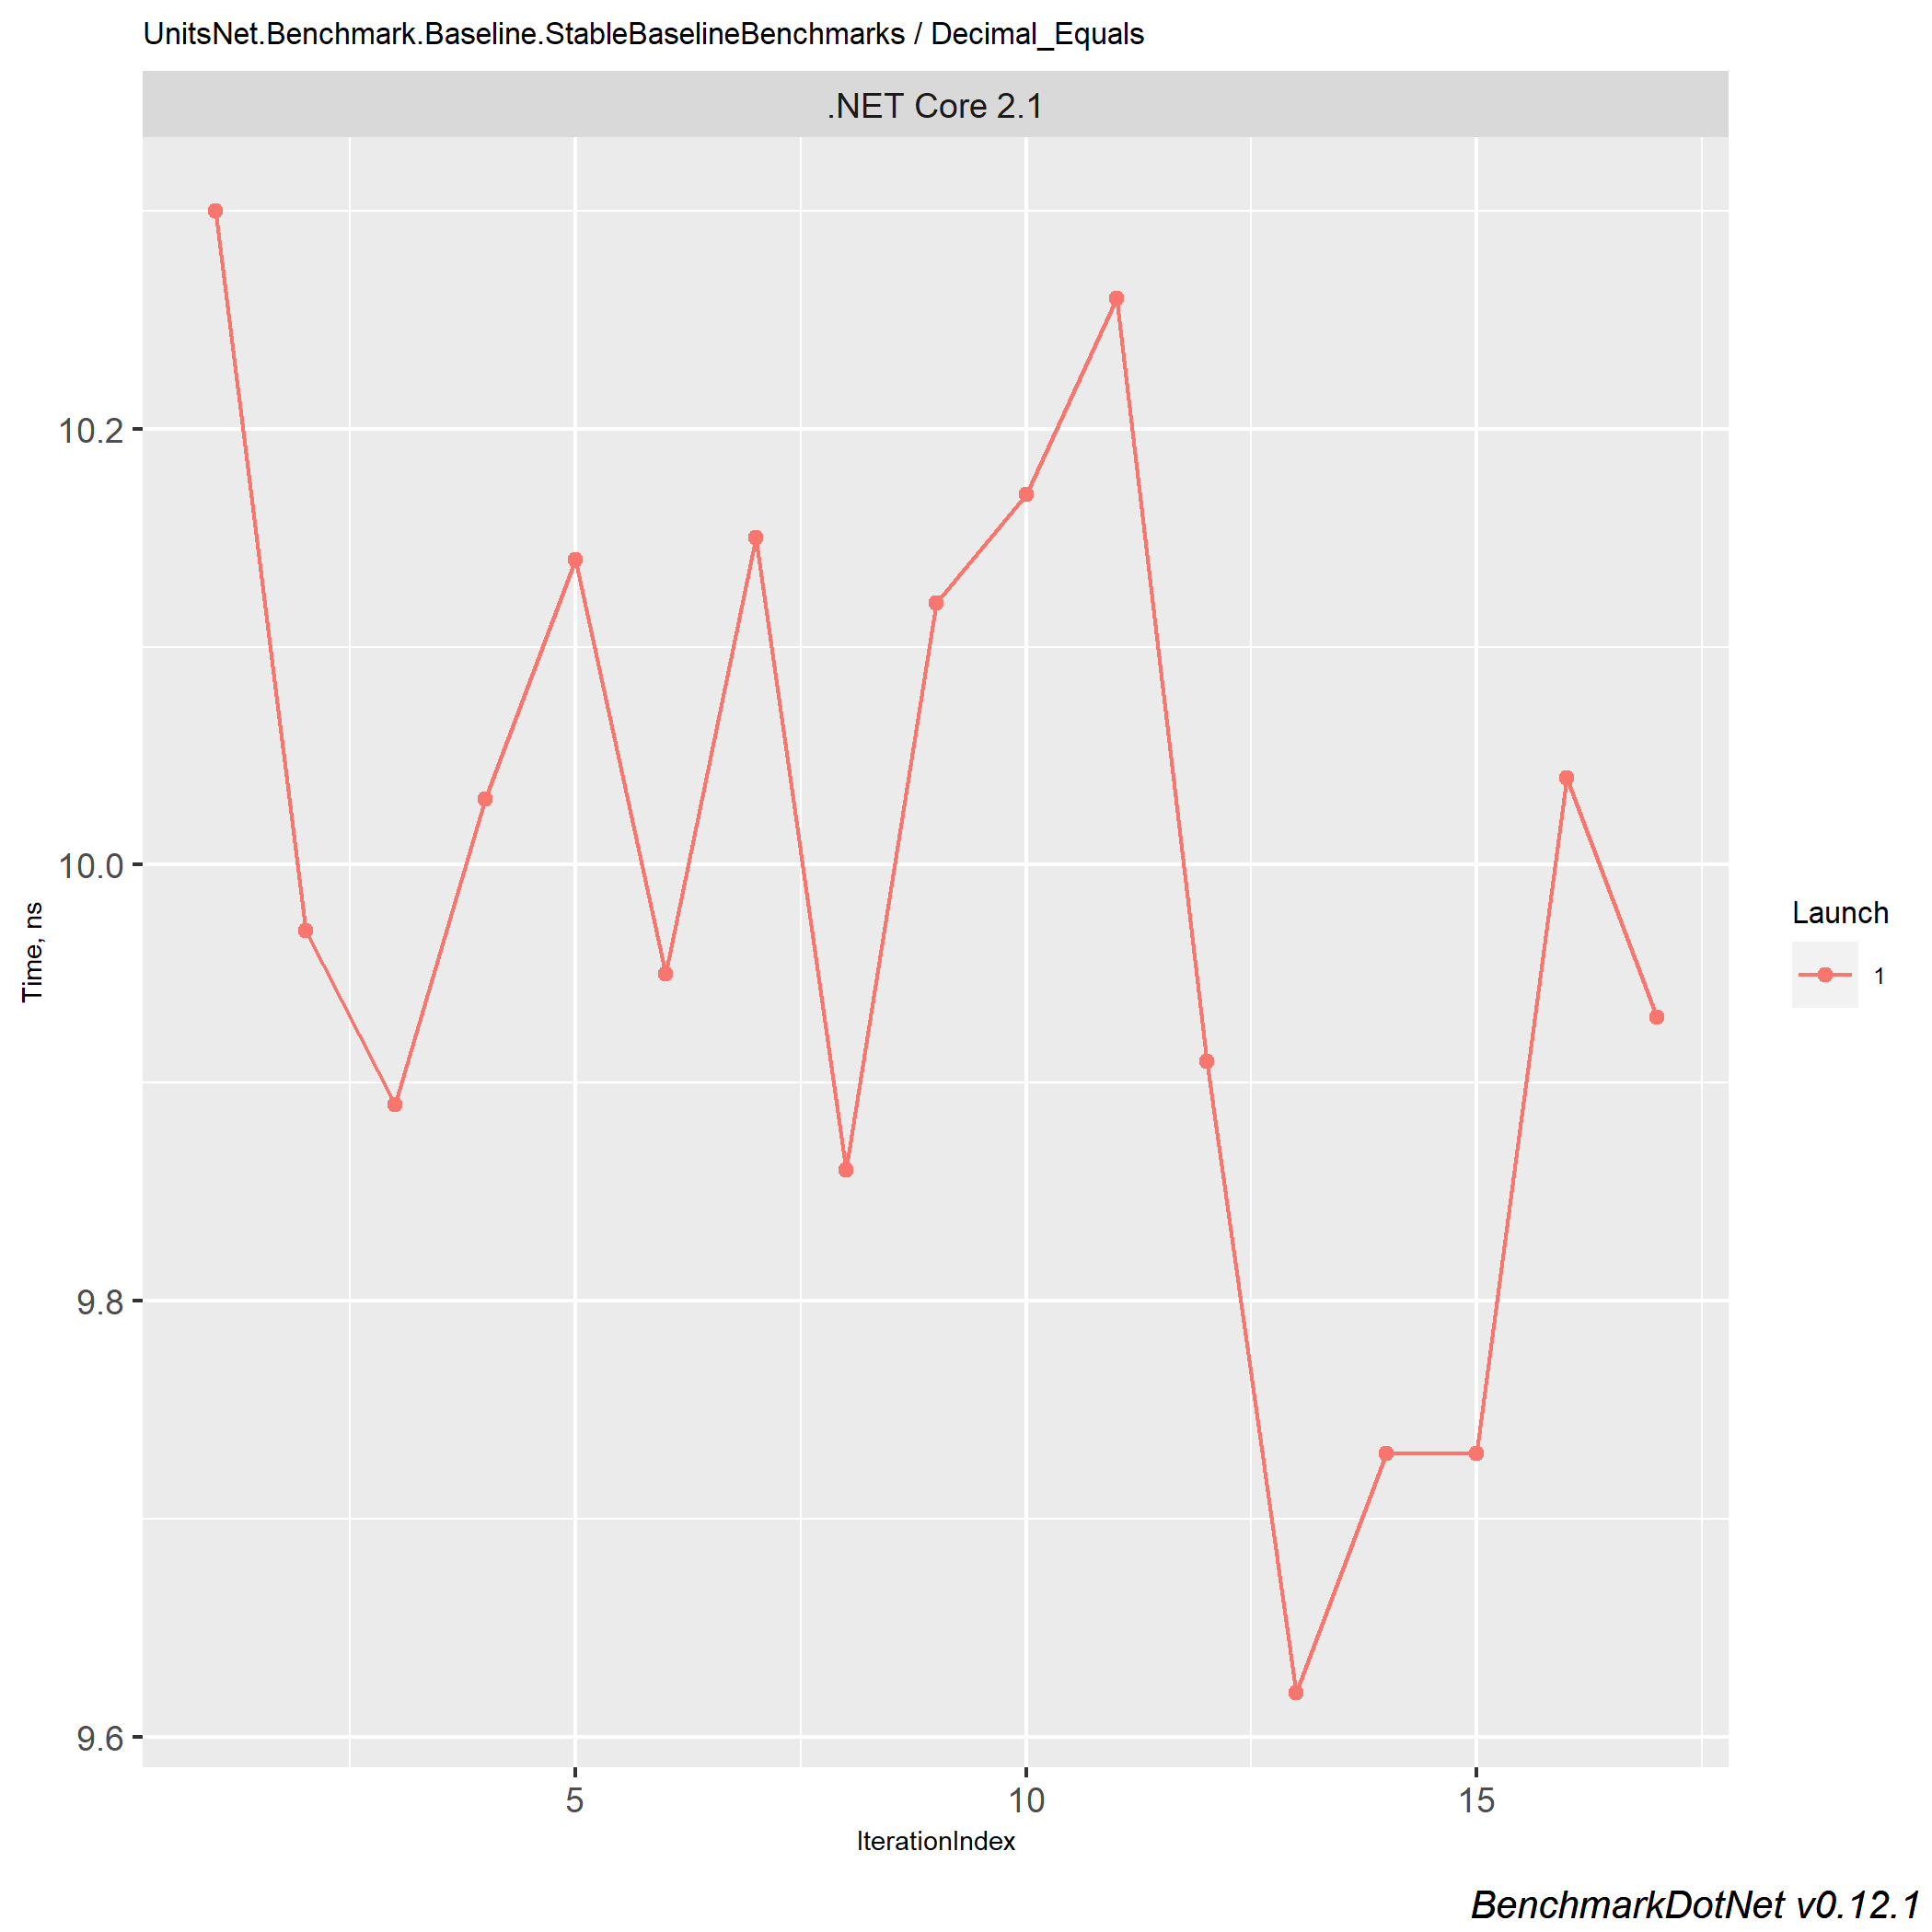 UnitsNet.Benchmark.Baseline.StableBaselineBenchmarks / Decimal_Equals
.NET Core 2.1
10.2
10.0
9.8
9.6
Time, ns
5 10 15
IterationIndex
Launch
1
BenchmarkDotNet v0.12.1